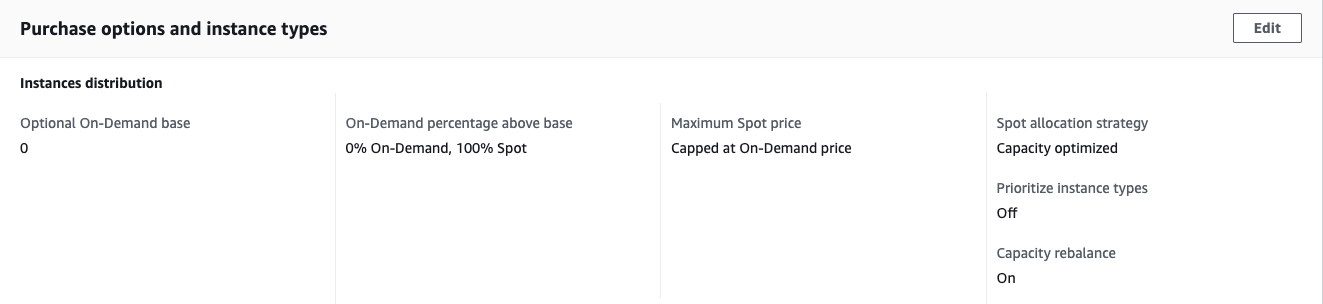 Purchase options and instance types
Edit
Instances distribution
Optional On-Demand base
0
On-Demand percentage above base
0% On-Demand, 100% Spot
Maximum Spot price
Capped at On-Demand price
Spot allocation strategy
Capacity optimized
Prioritize instance types
Off
Capacity rebalance
On